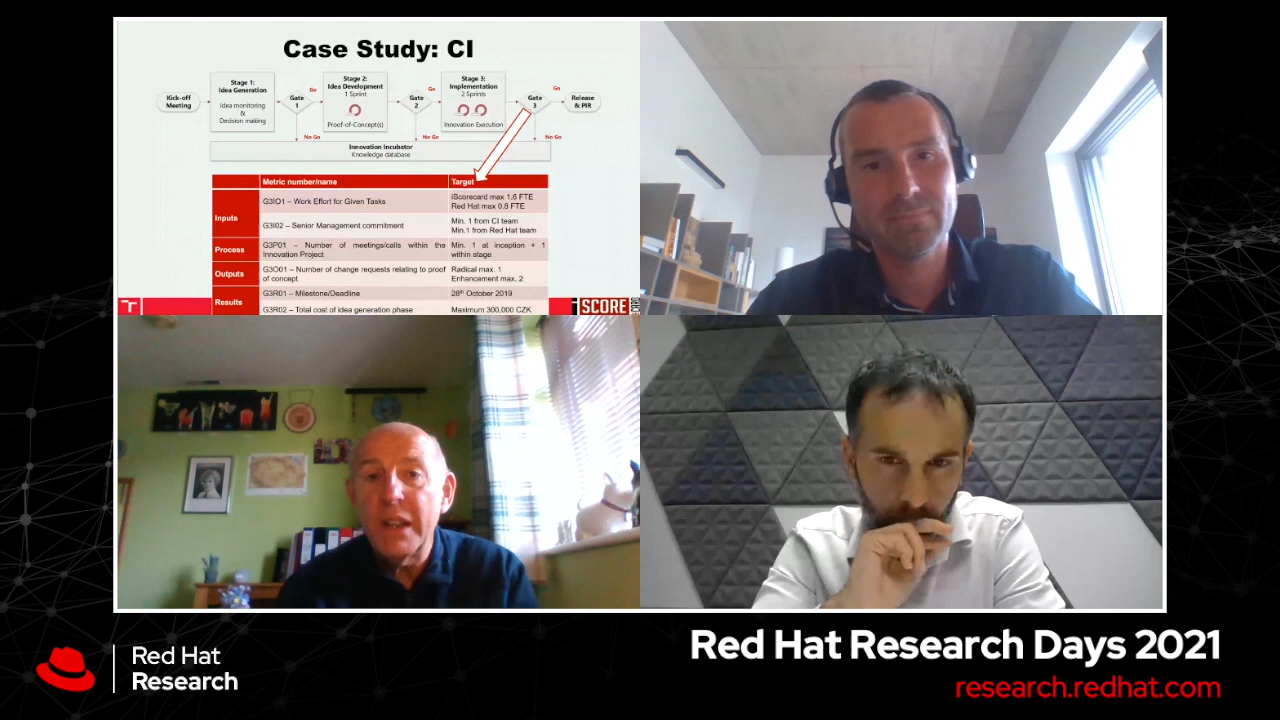 Case Study: CI
Kick-off
Meeting
Stage 1:
Idea Generation
Idea monitoring
&
Decision making
Go
Gate
1
No Go
Stage 2:
Idea Development
1 Sprint
Proof-of-Concept(s)
Go
Gate
2
No Go
Stage 3:
Implementation
2 Sprints
Innovation Execution
Go
Gate
3
No Go
Release
& PIR
Innovation Incubator
Knowledge database
Metric number/name Target
Inputs
G3IO1 – Work Effort for Given Tasks
iScorecard max 1.6 FTE
Red Hat max 0.8 FTE
G3I02 – Senior Management commitment
Min. 1 from CI team
Min.1 from Red Hat team
Process
G3P01 – Number of meetings/calls within the
Innovation Project
Min. 1 at inception + 1
within stage
Outputs
G3O01 – Number of change requests relating to proof
of concept
Radical max. 1
Enhancement max. 2
Results
G3R01 – Milestone/Deadline
28th October 2019
G3R02 – Total cost of idea generation phase
Maximum 300,000 CZK
iSCORE
CARD
Red Hat
Research
Red Hat Research Days 2021
research.redhat.com